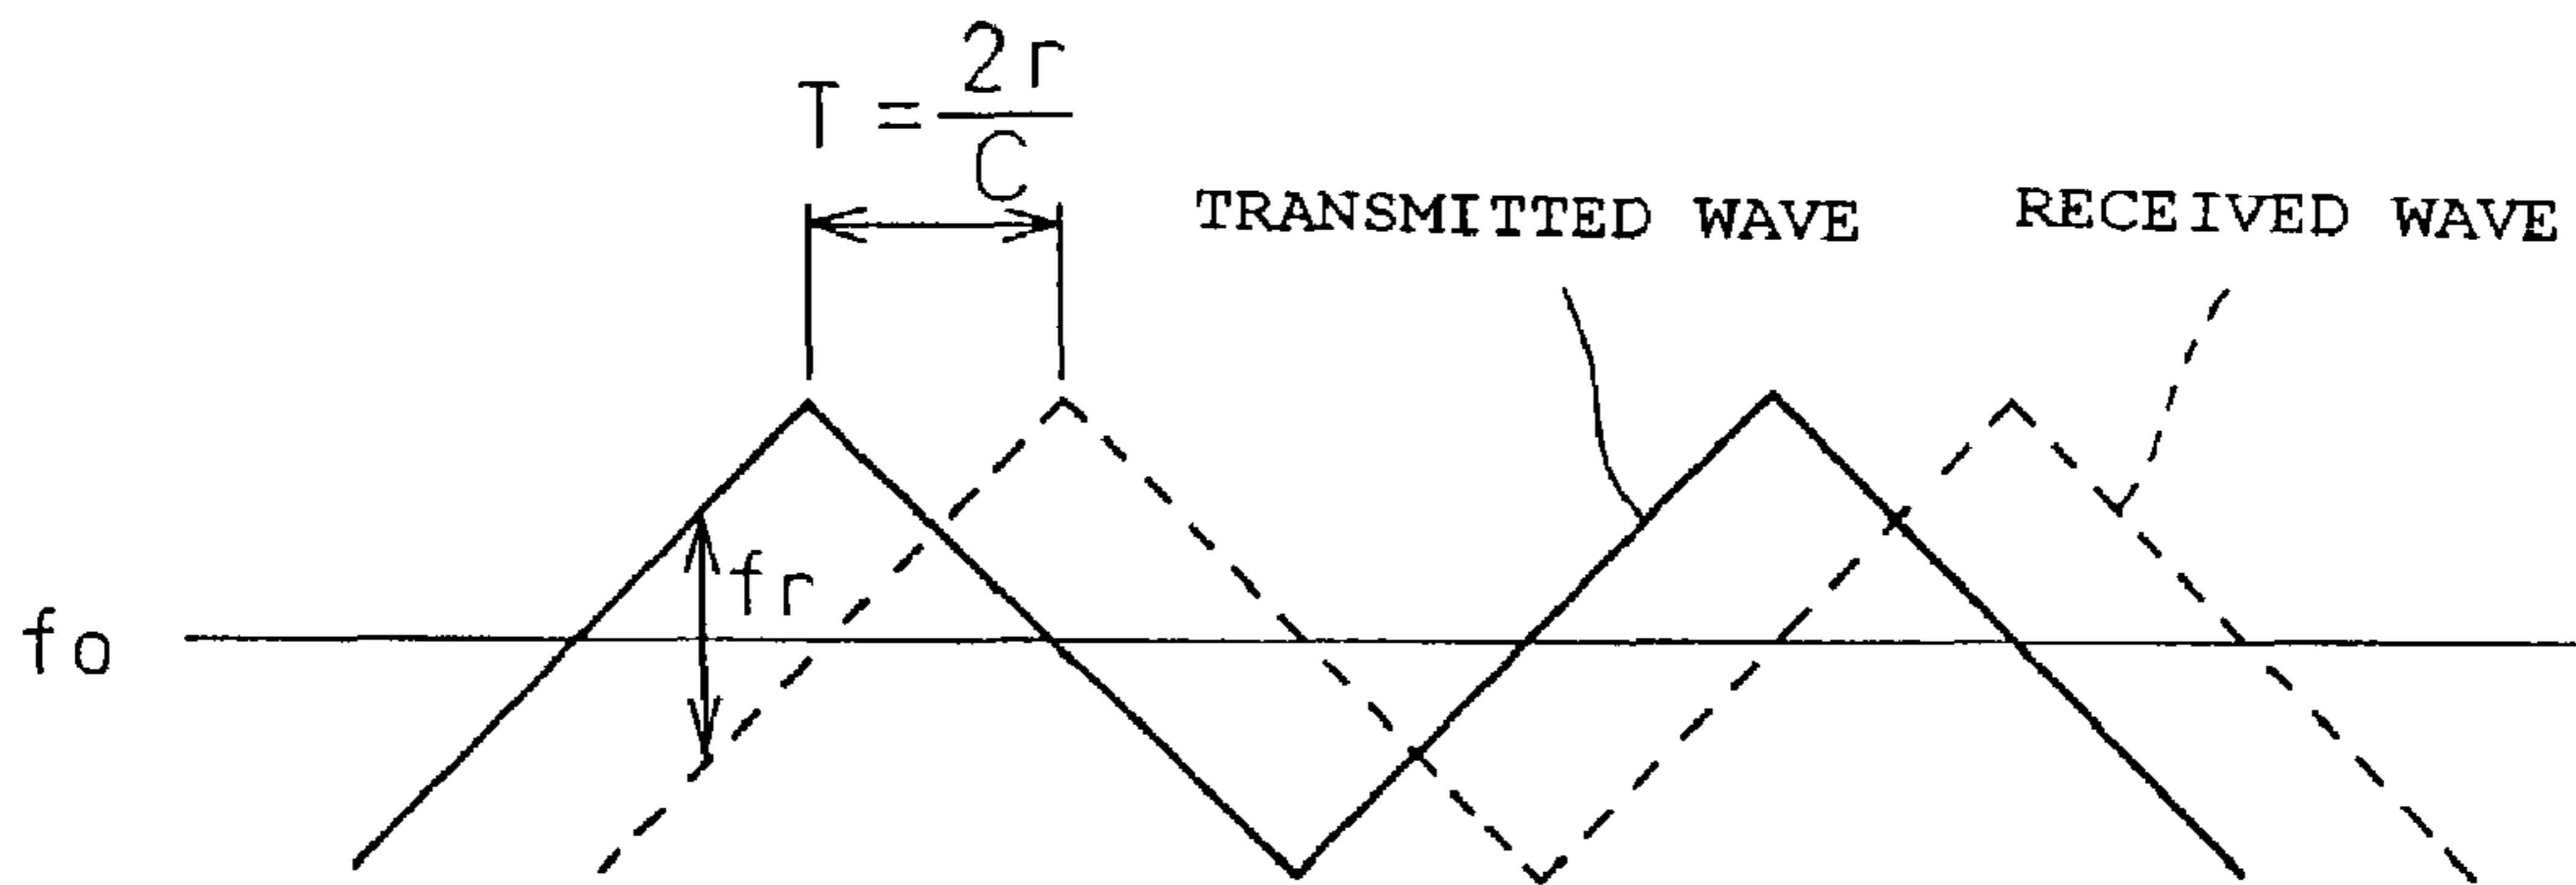 T = 2r/C
TRANSMITTED WAVE
RECEIVED WAVE
fr
fo